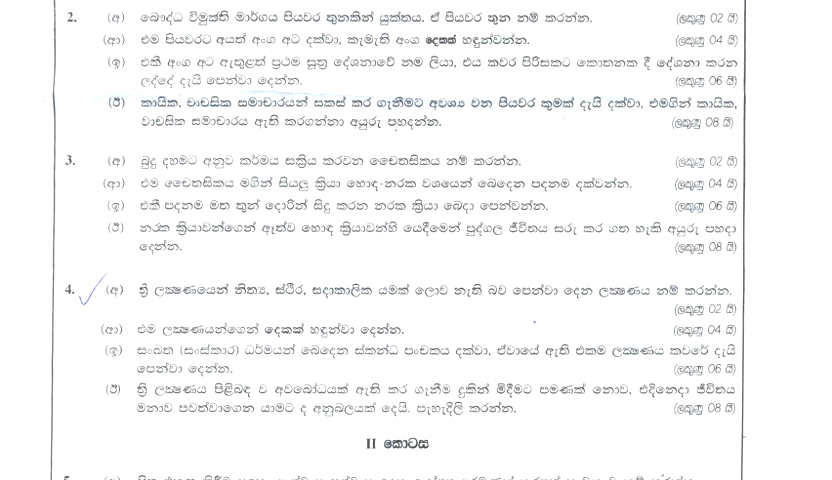 2. (අ) බෞද්ධ විමුක්ති මාර්ගය පියවර තුනකින් යුක්තය. ඒ පියවර තුන නම් කරන්න. (ලකුණු 02 යි)
(ආ) එම පියවරට අයත් අංග අට දක්වා, කැමැති අංග දෙකක් හඳුන්වන්න. (ලකුණු 04 යි)
(ඉ) එකී අංග අට ඇතුළත් ප්‍රථම සූත්‍ර දේශනාවේ නම ලියා, එය කවර පිරිසකට කොතනක දී දේශනා කරන
ලද්දේ දැයි පෙන්වා දෙන්න. (ලකුණු 06 යි)
(ඊ) කායික, වාචසික සමාචාරයන් සකස් කර ගැනීමට අවශ්‍ය වන පියවර කුමක් දැයි දක්වා, එමගින් කායික,
වාචසික සමාචාරය ඇති කරගන්නා අයුරු පහදන්න. (ලකුණු 08 යි)
3. (අ) බුදු දහමට අනුව කර්මය සක්‍රිය කරවන චෛතසිකය නම් කරන්න. (ලකුණු 02 යි)
(ආ) එම චෛතසිකය මගින් සියලු ක්‍රියා හොඳ-නරක වශයෙන් බෙදෙන පදනම දක්වන්න. (ලකුණු 04 යි)
(ඉ) එකී පදනම මත තුන් දොරින් සිදු කරන නරක ක්‍රියා බෙදා පෙන්වන්න. (ලකුණු 06 යි)
(ඊ) නරක ක්‍රියාවන්ගෙන් ඈත්ව හොඳ ක්‍රියාවන්හි යෙදීමෙන් පුද්ගල ජීවිතය සරු කර ගත හැකි අයුරු පහදා
දෙන්න. (ලකුණු 08 යි)
4. (අ) ත්‍රි ලක්‍ෂණයෙන් නිත්‍ය, ස්ථිර, සදාකාලික යමක් ලොව නැති බව පෙන්වා දෙන ලක්‍ෂණය නම් කරන්න.
(ලකුණු 02 යි)
(ආ) එම ලක්‍ෂණයන්ගෙන් දෙකක් හඳුන්වා දෙන්න. (ලකුණු 04 යි)
(ඉ) සංඛත (සංස්කාර) ධර්මයන් බෙදෙන ස්කන්ධ පංචකය දක්වා, ඒවායේ ඇති එකම ලක්‍ෂණය කවරේ දැයි
පෙන්වා දෙන්න. (ලකුණු 06 යි)
(ඊ) ත්‍රි ලක්‍ෂණය පිළිබඳ ව අවබෝධයක් ඇති කර ගැනීම දුකින් මිදීමට පමණක් නොව, එදිනෙදා ජීවිතය
මනාව පවත්වාගෙන යාමට ද අනුබලයක් දෙයි. පැහැදිලි කරන්න. (ලකුණු 08 යි)
II කොටස